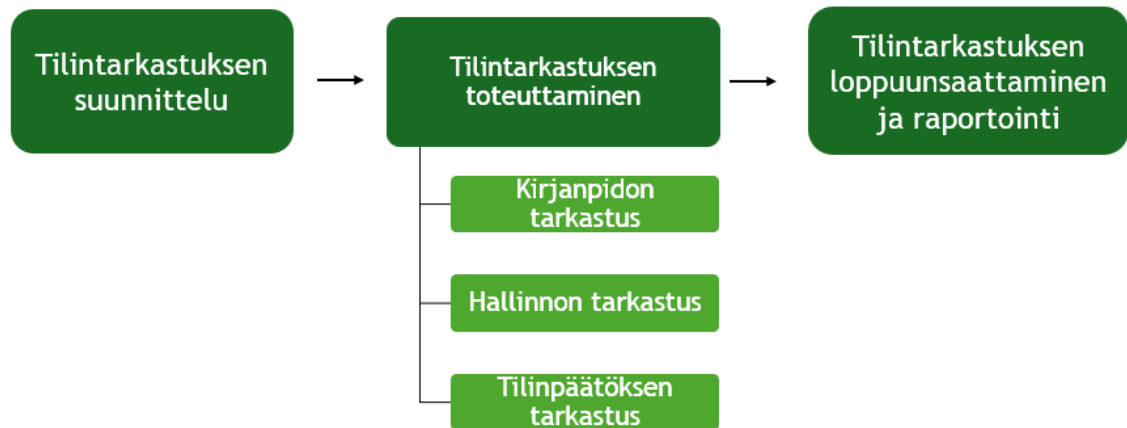 Tilintarkastuksen
suunnittelu
Tilintarkastuksen
toteuttaminen
Tilintarkastuksen
loppuunsaattaminen
ja raportointi
Kirjanpidon
tarkastus
Hallinnon tarkastus
Tilinpäätöksen
tarkastus